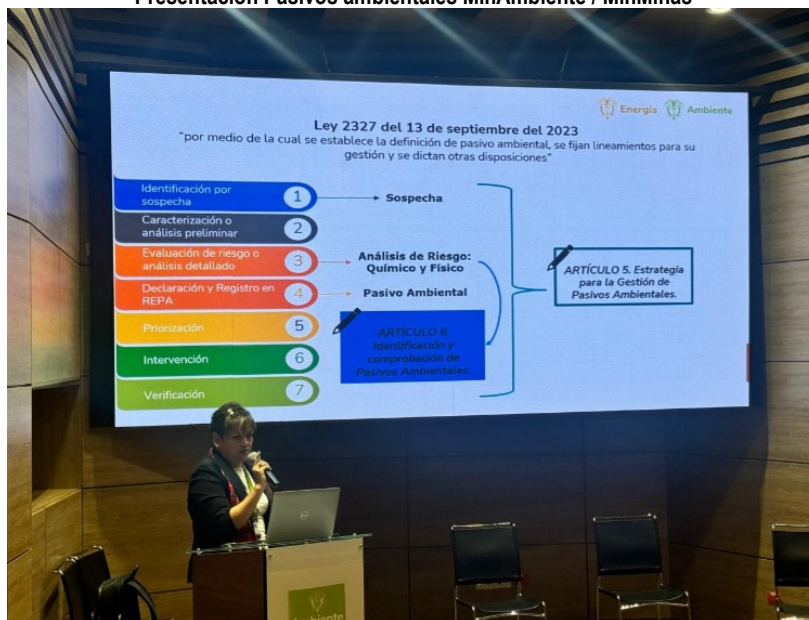 Presentación Pasivos ambientales MinAmbiente / MinMinas
Energía Ambiente
Ley 2327 del 13 de septiembre del 2023
"por medio de la cual se establece la definición de pasivo ambiental, se fijan lineamientos para su
gestión y se dictan otras disposiciones"
Identificación por
sospecha
1
Sospecha
Caracterización o
análisis preliminar
2
Evaluación de riesgo o
análisis detallado
3
Análisis de Riesgo:
Químico y Físico
Declaración y Registro en
REPA
4
Pasivo Ambiental
Priorización
5
Intervención
6
Verificación
7
ARTÍCULO 8.
Identificación y
comprobación de
Pasivos Ambientales.
ARTÍCULO 5. Estrategia
para la Gestión de
Pasivos Ambientales.
DELL
Ambiente